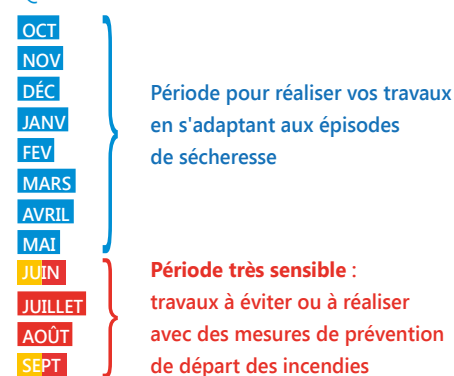 OCT
NOV
DÉC
JANV
FEV
MARS
AVRIL
MAI
Période pour réaliser vos travaux
en s'adaptant aux épisodes
de sécheresse
JUIN
JUILLET
AOÛT
SEPT
Période très sensible :
travaux à éviter ou à réaliser
avec des mesures de prévention
de départ des incendies